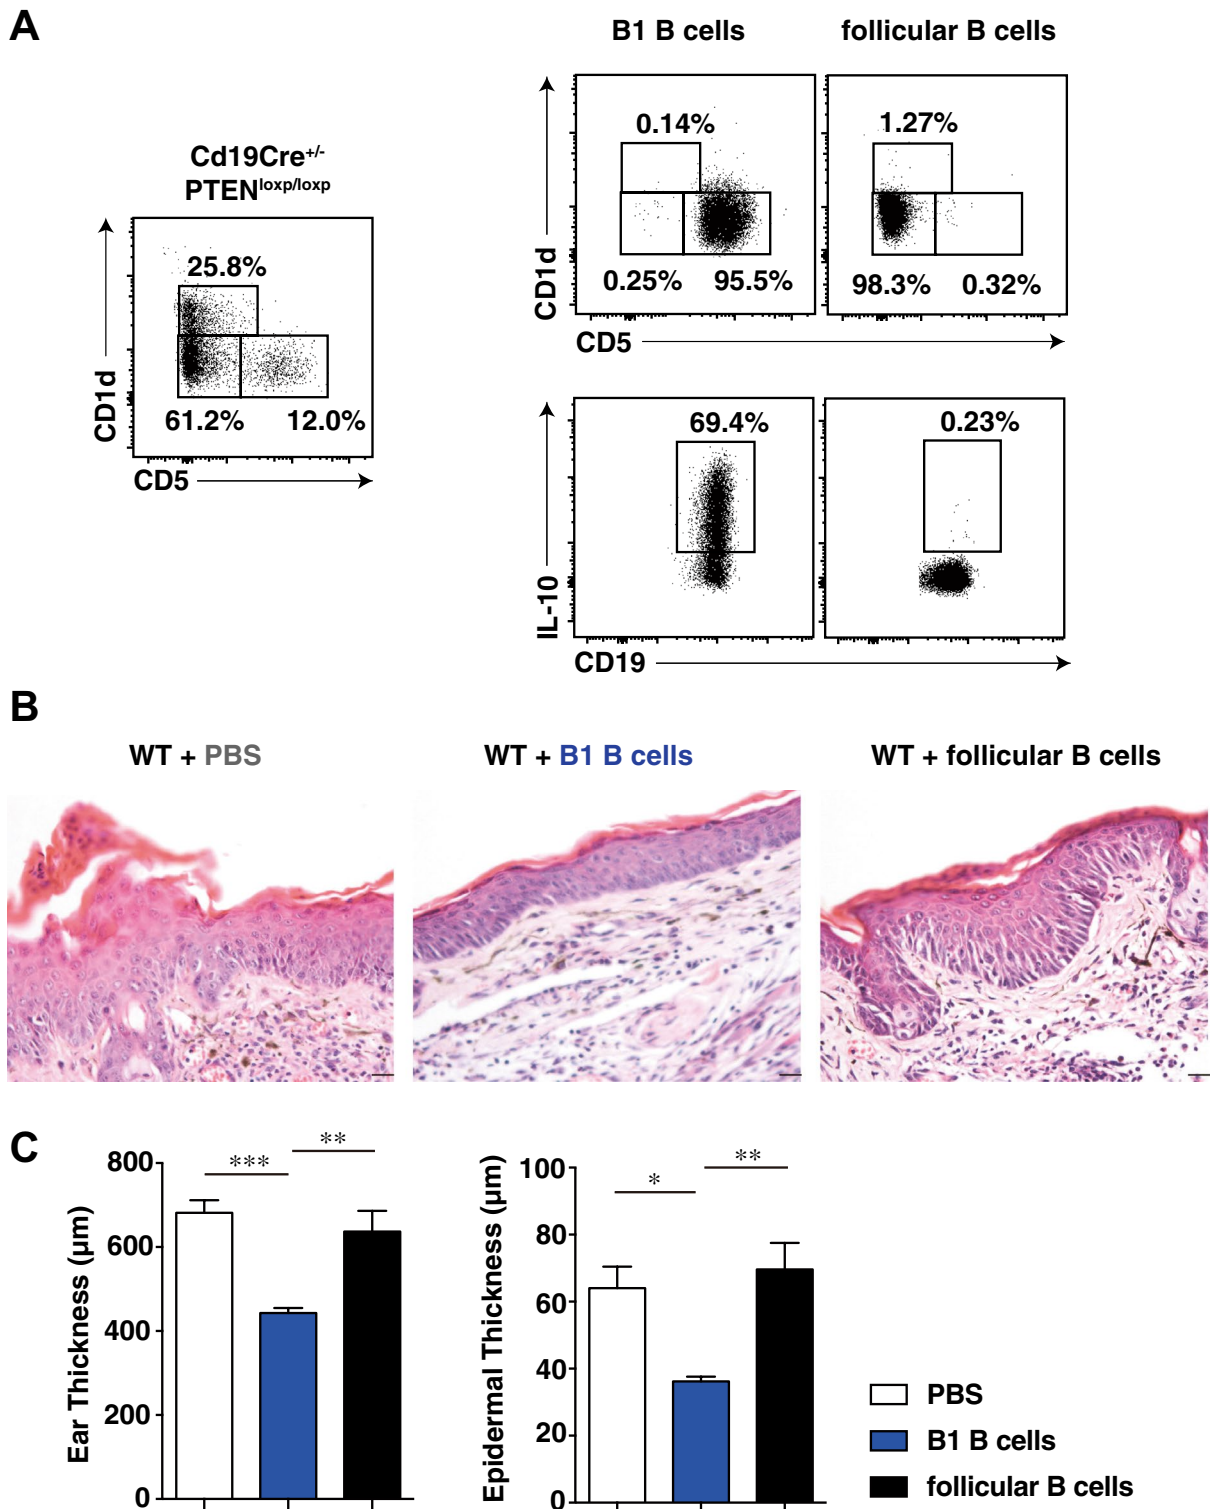 A
B1 B cells
follicular B cells
Cd19Cre+/-
PTENloxp/loxp
25.8%
61.2%
12.0%
CD1d
CD5
0.14%
0.25%
95.5%
1.27%
98.3%
0.32%
CD1d
CD5
69.4%
0.23%
IL-10
CD19
B
WT + PBS
WT + B1 B cells
WT + follicular B cells
C
Ear Thickness (µm)
800
600
400
200
0
***
**
Epidermal Thickness (µm)
100
80
60
40
20
0
*
**
PBS
B1 B cells
follicular B cells